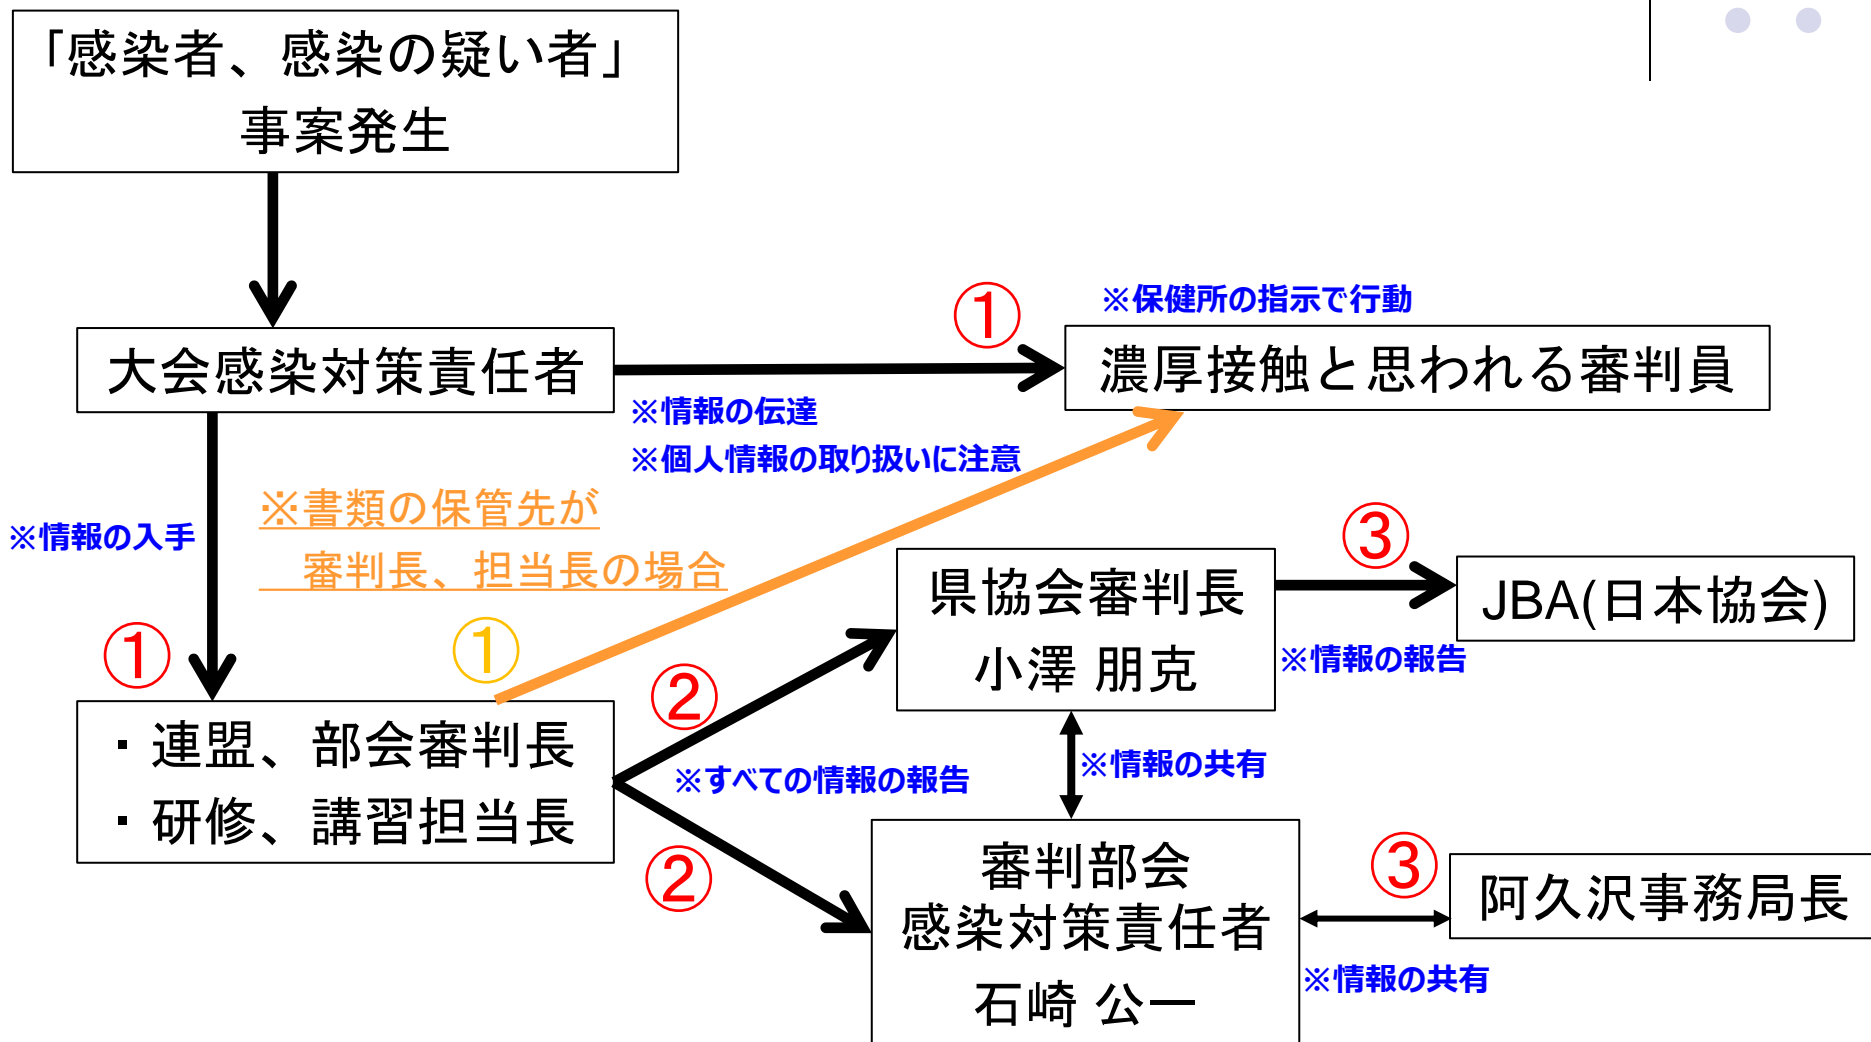 「感染者、感染の疑い者」
事案発生
大会感染対策責任者
①
※保健所の指示で行動
濃厚接触と思われる審判員
※情報の伝達
※個人情報の取り扱いに注意
※情報の入手
※書類の保管先が
審判長、担当長の場合
①
①
・連盟、部会審判長
・研修、講習担当長
②
②
※すべての情報の報告
県協会審判長
小澤 朋克
③
JBA(日本協会)
※情報の報告
※情報の共有
審判部会
感染対策責任者
石崎 公一
③
阿久沢事務局長
※情報の共有